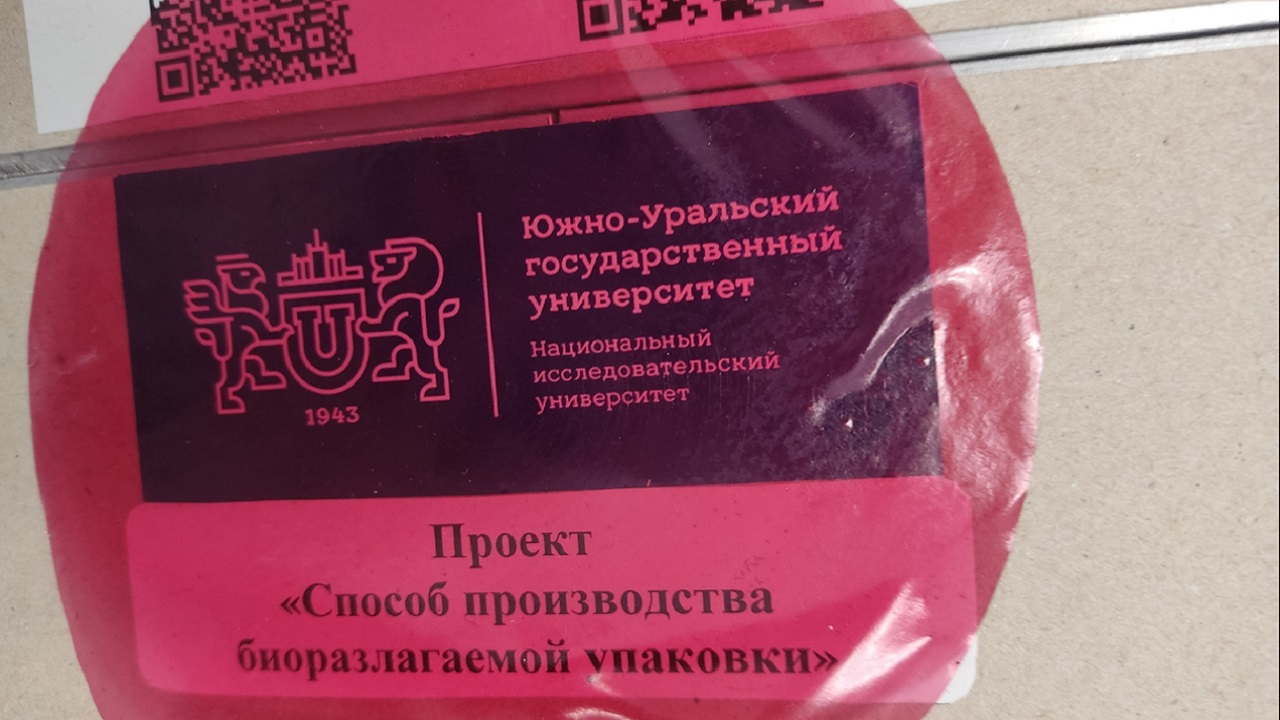 Южно-Уральский
государственный
университет
Национальный
исследовательский
университет
U
1943
Проект
«Способ производства
биоразлагаемой упаковки»